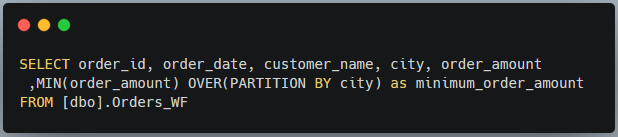 SELECT order_id, order_date, customer_name, city, order_amount
,MIN(order_amount) OVER(PARTITION BY city) as minimum_order_amount
FROM [dbo].Orders_WF